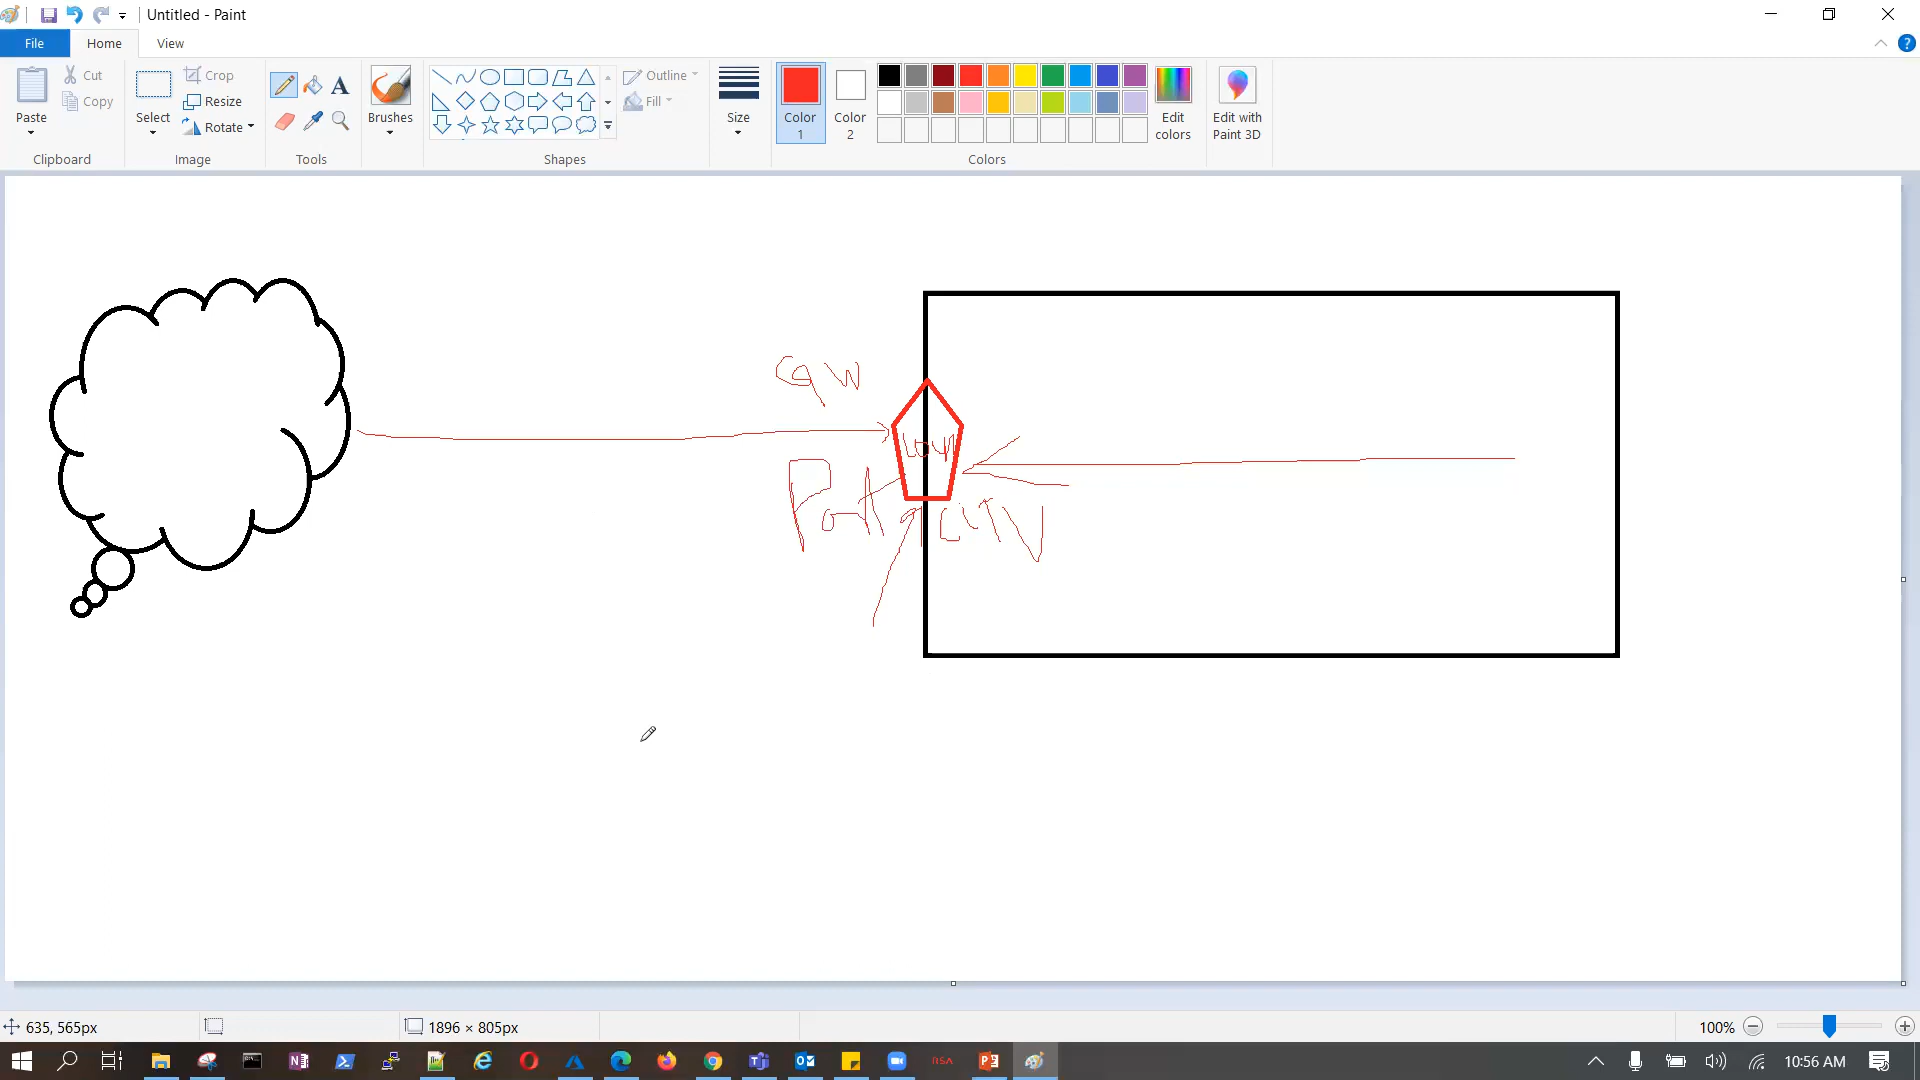 Untitled - Paint
File
Home
View
Paste
Cut
Copy
Clipboard
Select
Crop
Resize
Rotate
Image
A
Tools
Brushes
Outline
Fill
Shapes
Size
Color 1
Color 2
Edit colors
Colors
Edit with Paint 3D
GW
Port
635, 565px
1896 × 805px
100%
RSA
10:56 AM